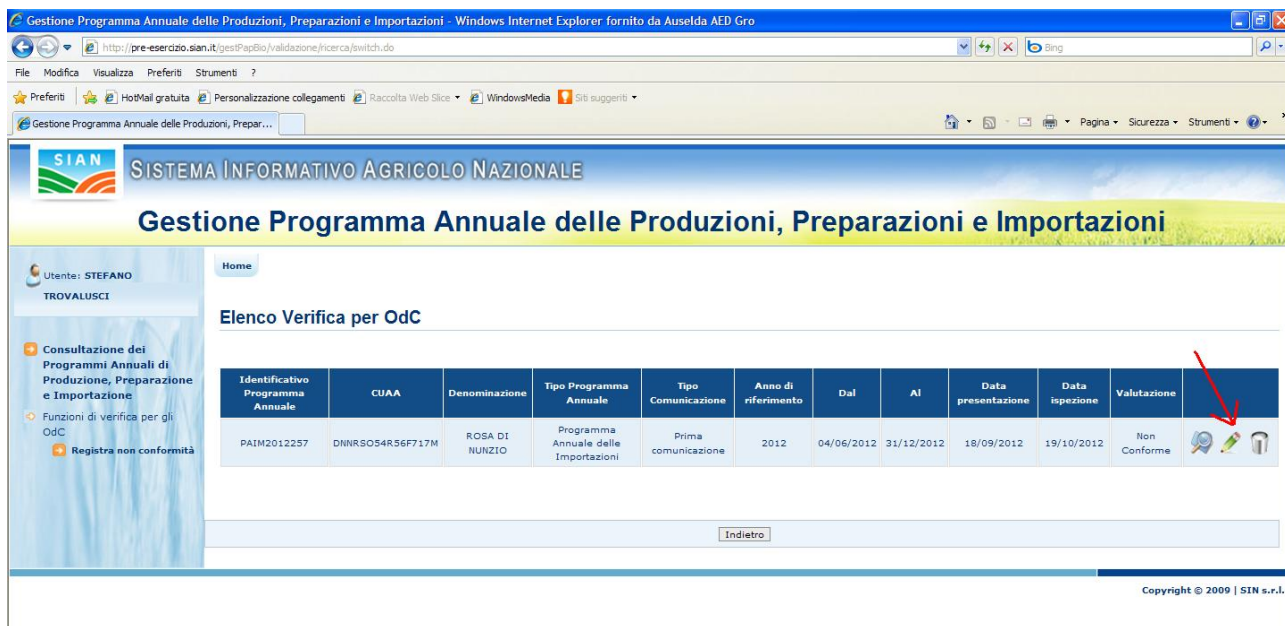 Gestione Programma Annuale delle Produzioni, Preparazioni e Importazioni - Windows Internet Explorer fornito da Auselda AED Gro
http://pre-esercizio.sian.it/gestPapBio/validazione/ricerca/switch.do
Bing
File Modifica Visualizza Preferiti Strumenti ?
Preferiti HotMail gratuita Personalizzazione collegamenti Raccolta Web Slice WindowsMedia Siti suggeriti
Gestione Programma Annuale delle Produzioni, Prepar...
Pagina Sicurezza Strumenti
SIAN
SISTEMA INFORMATIVO AGRICOLO NAZIONALE
Gestione Programma Annuale delle Produzioni, Preparazioni e Importazioni
Utente: STEFANO
TROVALUSCI
Home
Elenco Verifica per OdC
Consultazione dei
Programmi Annuali di
Produzione, Preparazione
e Importazione
Funzioni di verifica per gli
OdC
Registra non conformità
Identificativo Programma Annuale CUAA Denominazione Tipo Programma Annuale Tipo Comunicazione Anno di riferimento Dal Al Data presentazione Data ispezione Valutazione
PAIM2012257 DNNRSO54R56F717M ROSA DI NUNZIO Programma Annuale delle Importazioni Prima comunicazione 2012 04/06/2012 31/12/2012 18/09/2012 19/10/2012 Non Conforme
Indietro
Copyright © 2009 | SIN s.r.l.